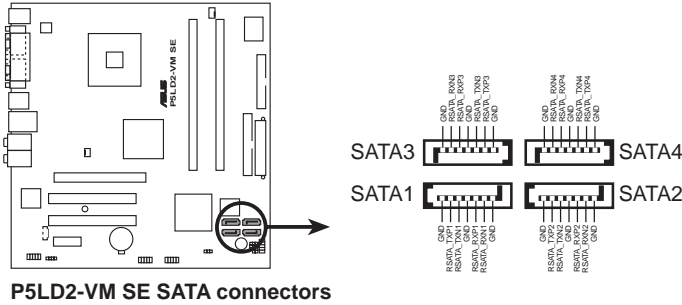 ASUS
P5LD2-VM SE
GND
RSATA_RXN3
RSATA_RXP3
GND
RSATA_TXN3
RSATA_TXP3
GND
GND
RSATA_RXN4
RSATA_RXP4
GND
RSATA_TXN4
RSATA_TXP4
GND
SATA3
SATA4
SATA1
SATA2
GND
RSATA_TXP1
RSATA_TXN1
GND
RSATA_RXP1
RSATA_RXN1
GND
GND
RSATA_TXP2
RSATA_TXN2
GND
RSATA_RXP2
RSATA_RXN2
GND
P5LD2-VM SE SATA connectors